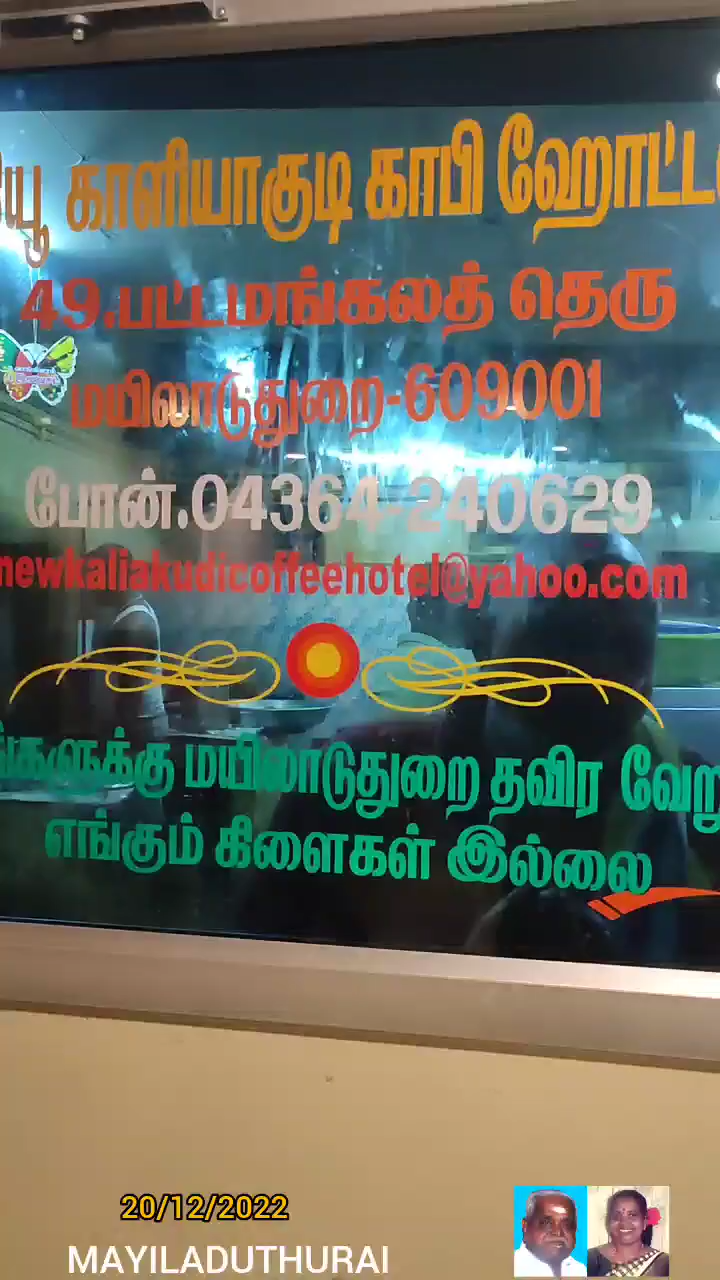 யூ காளியாகுடி காபி ஹோட்ட
49.பட்டமங்கலத் தெரு
மயிலாடுதுறை-609001
போன்.04364-240629
newkaliakudicoffeehotel@yahoo.com
ங்களுக்கு மயிலாடுதுறை தவிர வேறு
எங்கும் கிளைகள் இல்லை
20/12/2022
MAYILADUTHURAI